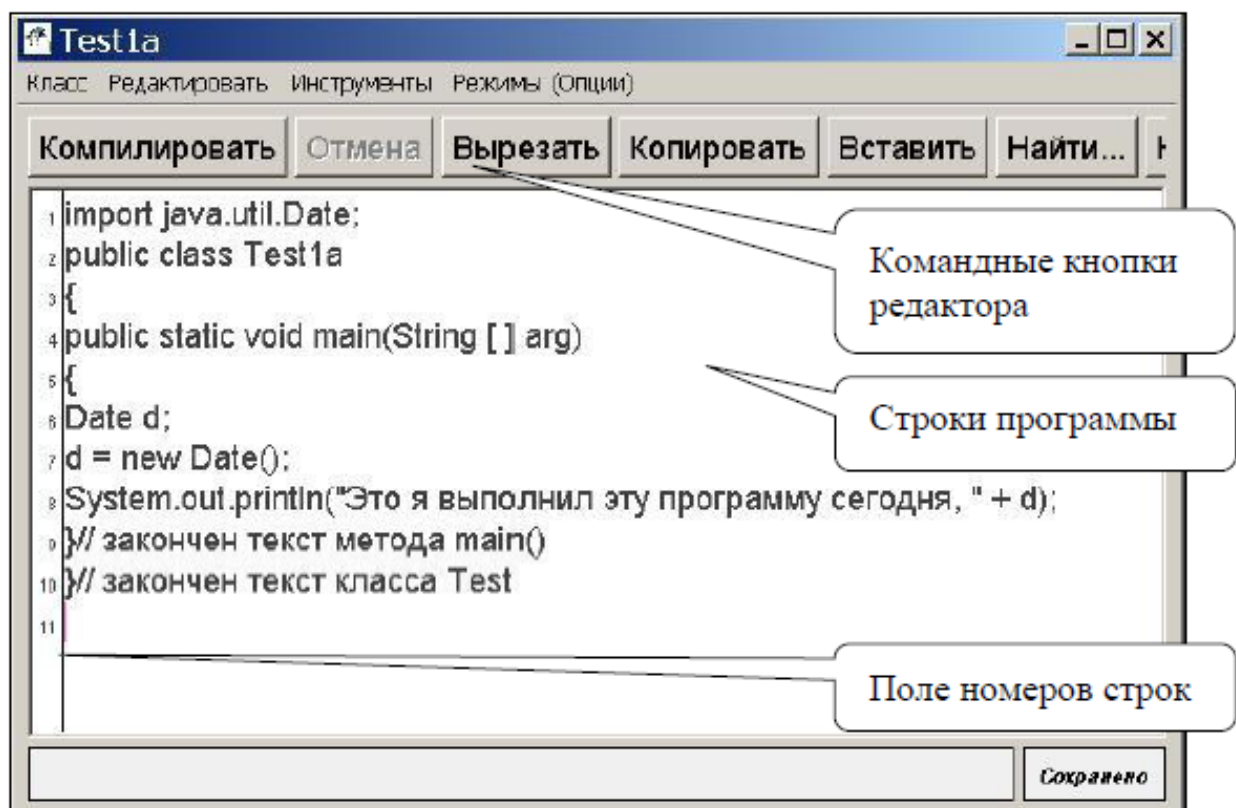 Test1a
Класс Редактировать Инструменты Режимы (Опции)
Компилировать Отмена Вырезать Копировать Вставить Найти...
1 import java.util.Date;
2 public class Test1a
3 {
4 public static void main(String [ ] arg)
5 {
6 Date d;
7 d = new Date();
8 System.out.println("Это я выполнил эту программу сегодня, " + d);
9 }// закончен текст метода main()
10 }// закончен текст класса Test
11
Командные кнопки
редактора
Строки программы
Поле номеров строк
Сохранено